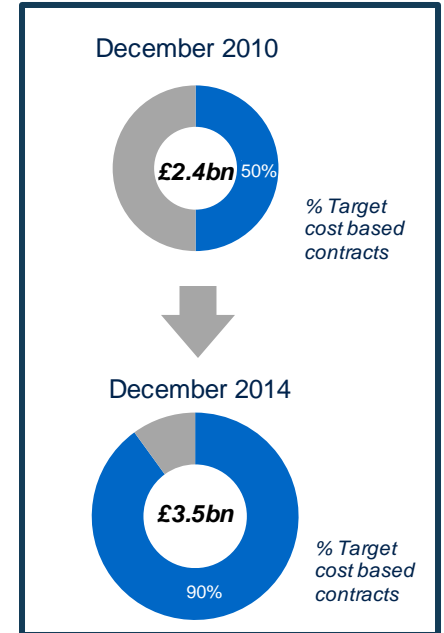 December 2010
£2.4bn
50%
% Target
cost based
contracts
December 2014
£3.5bn
90%
% Target
cost based
contracts